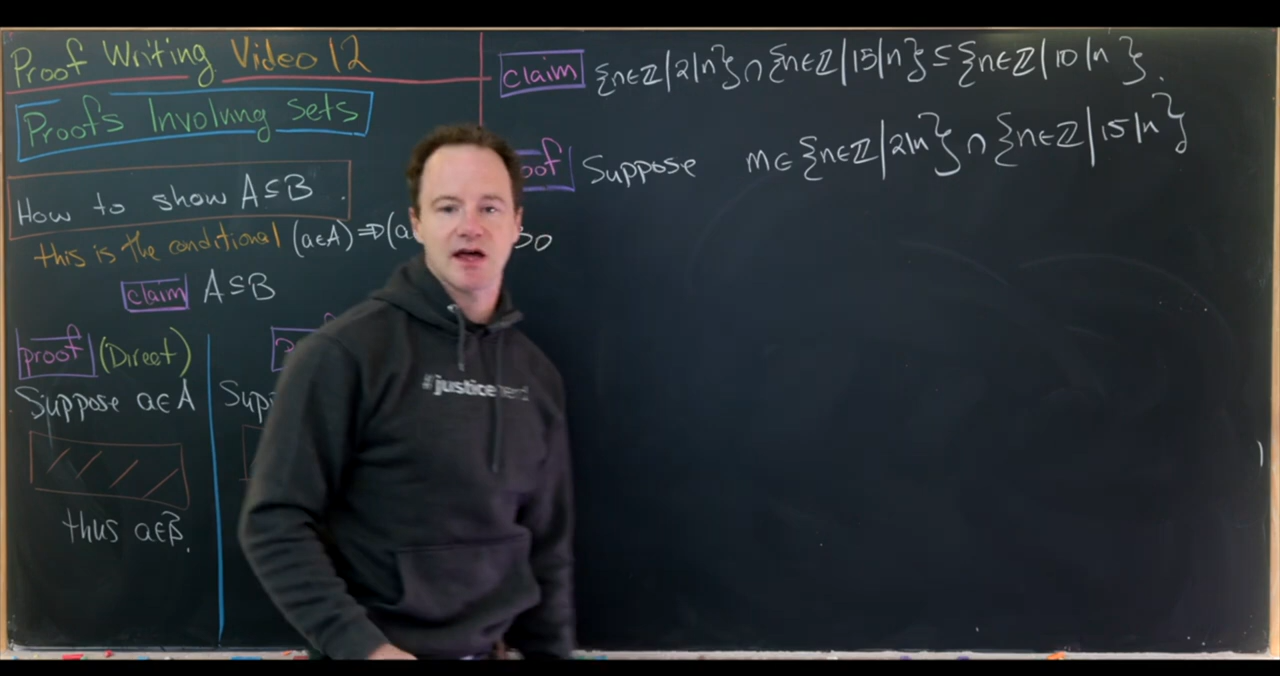 Proof Writing Video 12
Proofs Involving Sets
How to show A⊆B.
this is the conditional (a∈A)⇒(a
claim A⊆B
proof (Direct)
Suppose a∈A
thus a∈B.
claim {n∈ℤ|2|n}∩{n∈ℤ|15|n}⊆{n∈ℤ|10|n}.
Suppose m∈{n∈ℤ|2|n}∩{n∈ℤ|15|n}
#justice